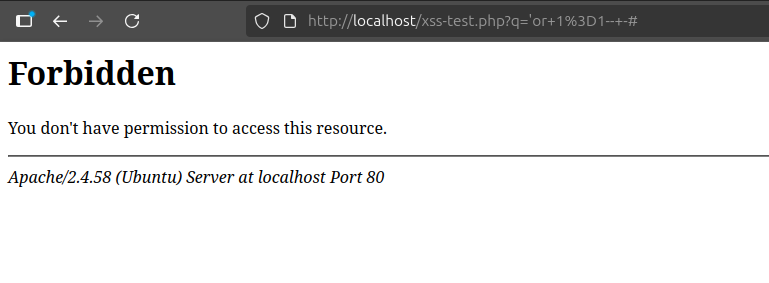 http://localhost/xss-test.php?q='or+1%3D1--+-#
Forbidden
You don't have permission to access this resource.
Apache/2.4.58 (Ubuntu) Server at localhost Port 80